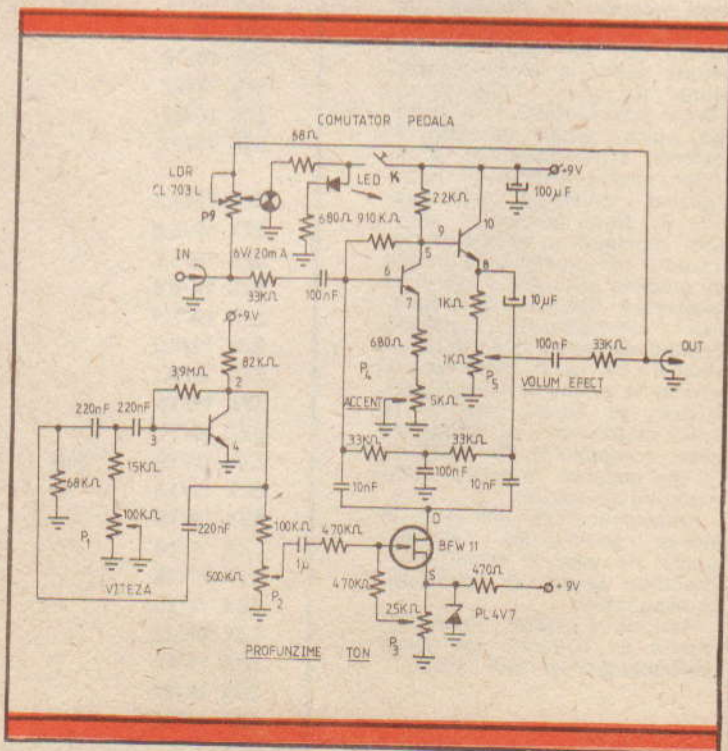 COMUTATOR PEDALA
68Ω
LDR
CL 703 L
P9
LED
K
+9V
100µF
680Ω
910KΩ
2,2KΩ
9
10
5
8
6
7
IN
6V/20mA
33KΩ
100nF
1KΩ
10µF
+9V
82KΩ
680Ω
P4
1KΩ
P5
100nF
33KΩ
OUT
VOLUM EFECT
ACCENT
5KΩ
3,9MΩ
2
220nF
220nF
3
4
33KΩ
33KΩ
100nF
10nF
10nF
68KΩ
15KΩ
100KΩ
P1
220nF
VITEZA
100KΩ
500KΩ
P2
1µ
470KΩ
D
BFW 11
S
470KΩ
470Ω
+9V
25KΩ
P3
PL4V7
PROFUNZIME TON